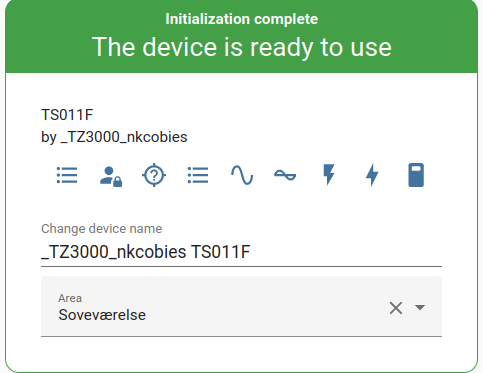 Initialization complete
The device is ready to use
TS011F
by _TZ3000_nkcobies
Change device name
_TZ3000_nkcobies TS011F
Area
Soveværelse